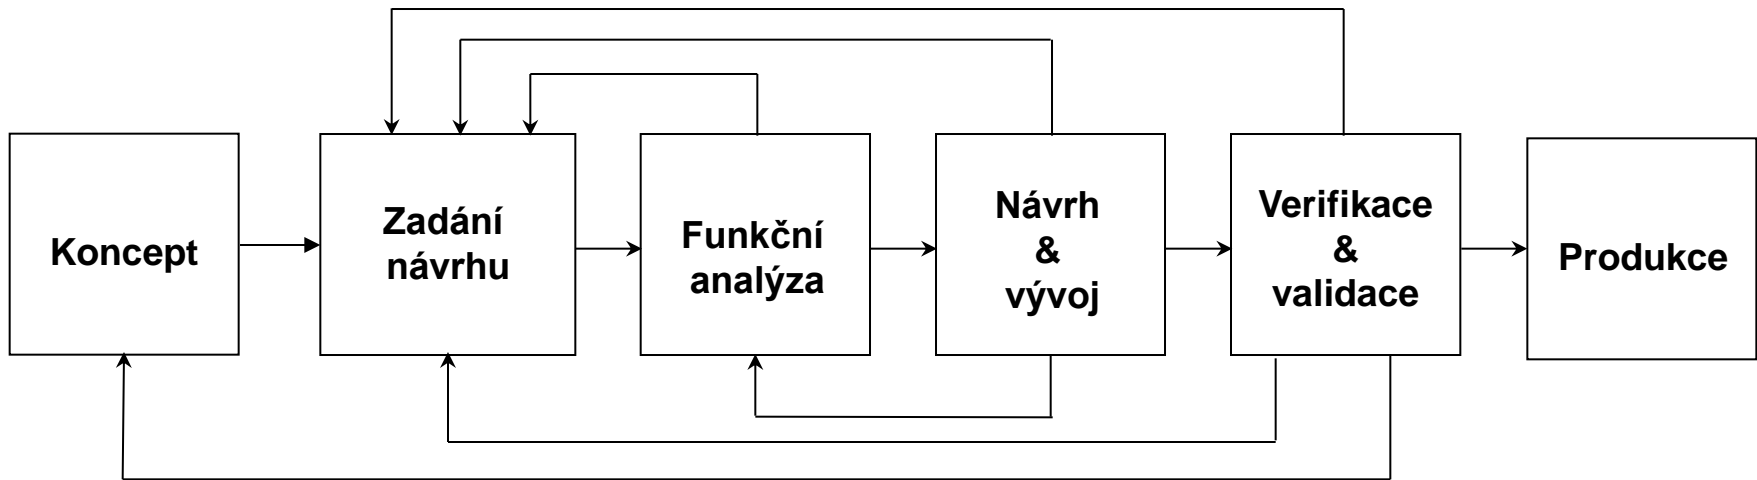 Koncept
Zadání
návrhu
Funkční
analýza
Návrh
&
vývoj
Verifikace
&
validace
Produkce